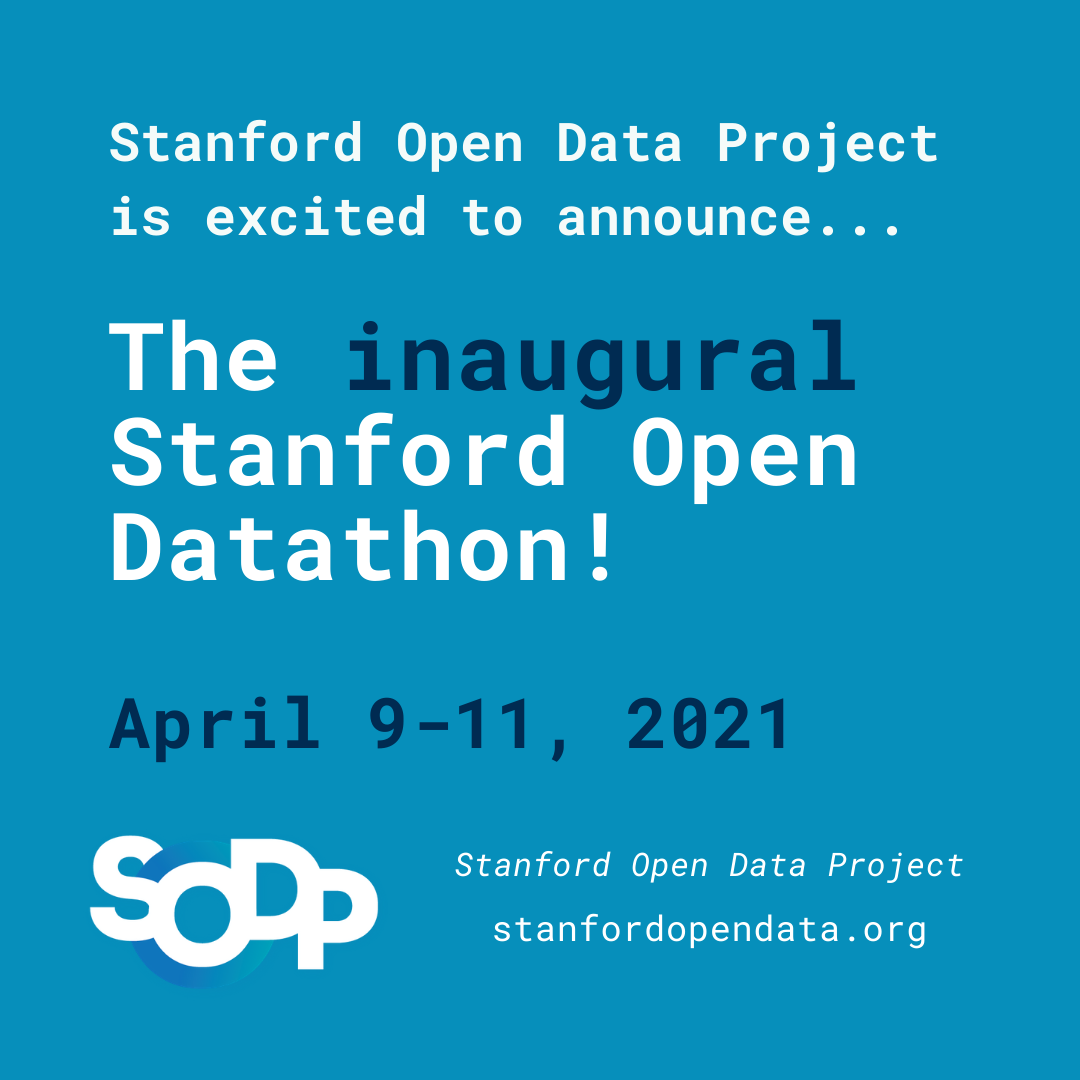 Stanford Open Data Project
is excited to announce...
The inaugural
Stanford Open
Datathon!
April 9-11, 2021
SODP
Stanford Open Data Project
stanfordopendata.org